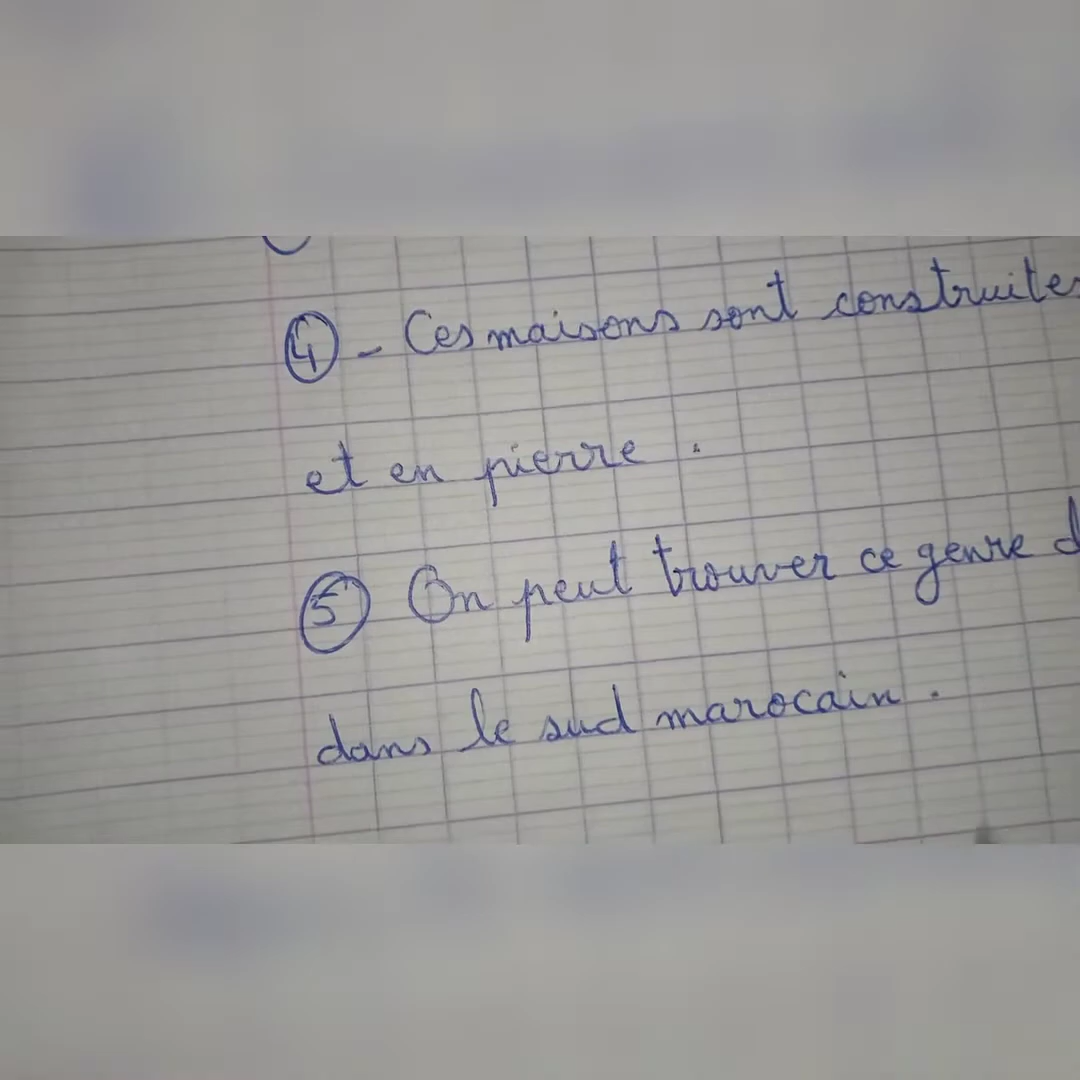 ④ - Ces maisons sont construites
et en pierre .
⑤ On peut trouver ce genre
dans le sud marocain .